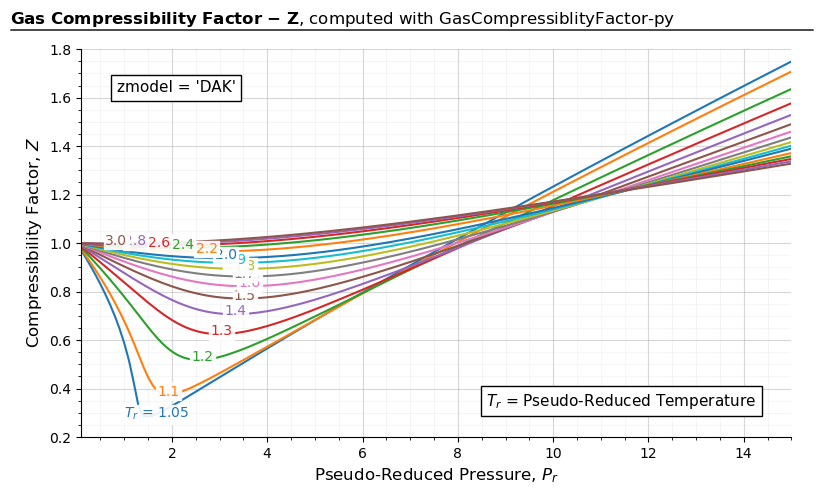 Gas Compressibility Factor − Z, computed with GasCompressiblityFactor-py
1.8
zmodel = 'DAK'
1.6
1.4
1.2
1.0
0.8
0.6
0.4
0.2
Compressibility Factor, Z
3.0
2.6
2.4
2.2
1.4
1.3
1.2
1.1
Tr = 1.05
Tr = Pseudo-Reduced Temperature
2 4 6 8 10 12 14
Pseudo-Reduced Pressure, Pr